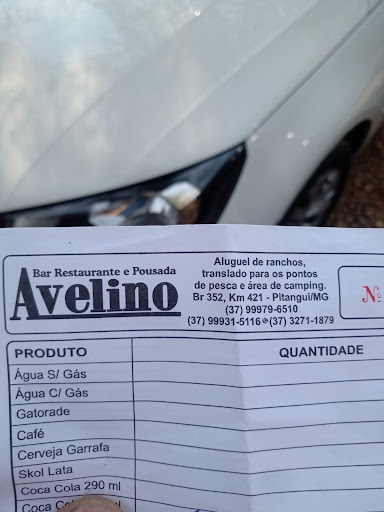 Bar Restaurante e Pousada
Avelino
Aluguel de ranchos,
translado para os pontos
de pesca e área de camping.
Br 352, Km 421 - Pitangui/MG
(37) 99979-6510
(37) 99931-5116 (37) 3271-1879
Nº
PRODUTO QUANTIDADE
Água S/ Gás
Água C/ Gás
Gatorade
Café
Cerveja Garrafa
Skol Lata
Coca Cola 290 ml
Coca